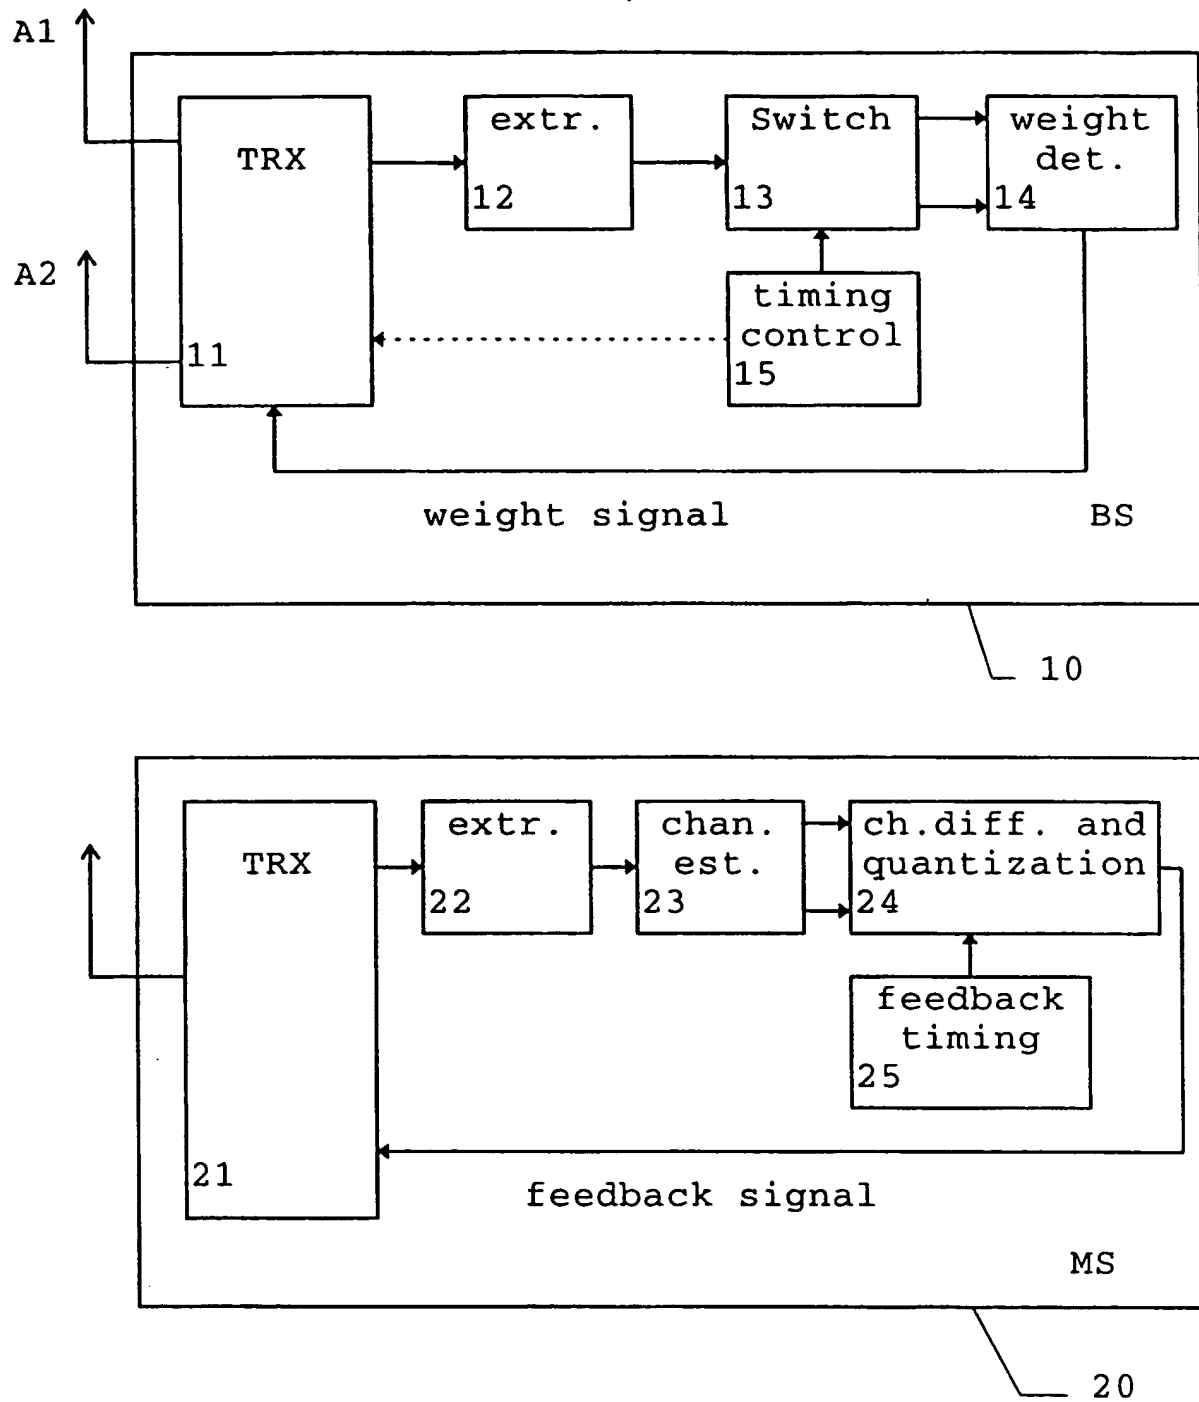 A1
TRX
11
extr.
12
Switch
13
weight
det.
14
A2
timing
control
15
weight signal
BS
10
TRX
21
extr.
22
chan.
est.
23
ch.diff. and
quantization
24
feedback
timing
25
feedback signal
MS
20